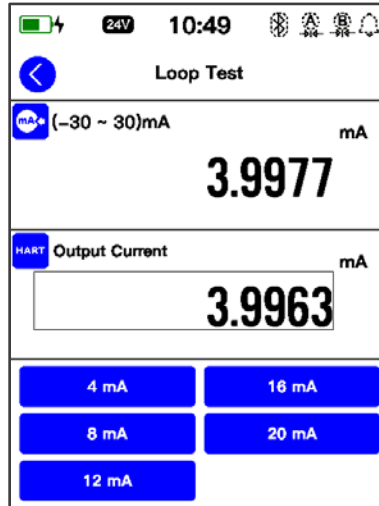 24V 10:49 A B
Loop Test
mA (−30 ~ 30)mA mA
3.9977
HART Output Current mA
3.9963
4 mA 16 mA
8 mA 20 mA
12 mA